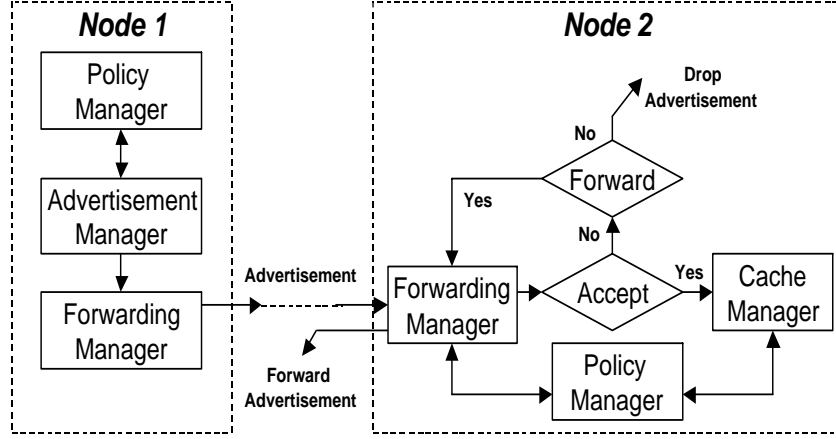 Node 1
Policy
Manager
Advertisement
Manager
Forwarding
Manager
Advertisement
Forward
Advertisement
Node 2
Drop
Advertisement
No
Forward
Yes
No
Forwarding
Manager
Accept
Yes
Cache
Manager
Policy
Manager